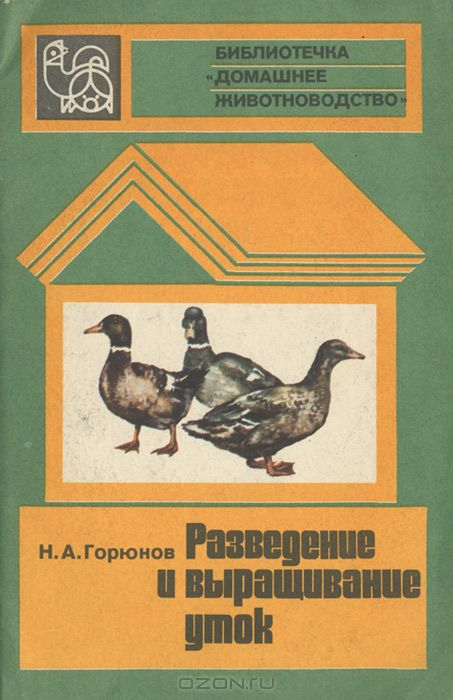 БИБЛИОТЕЧКА
«ДОМАШНЕЕ
ЖИВОТНОВОДСТВО»
Н.А.Горюнов Разведение
и выращивание
уток
OZON.ru